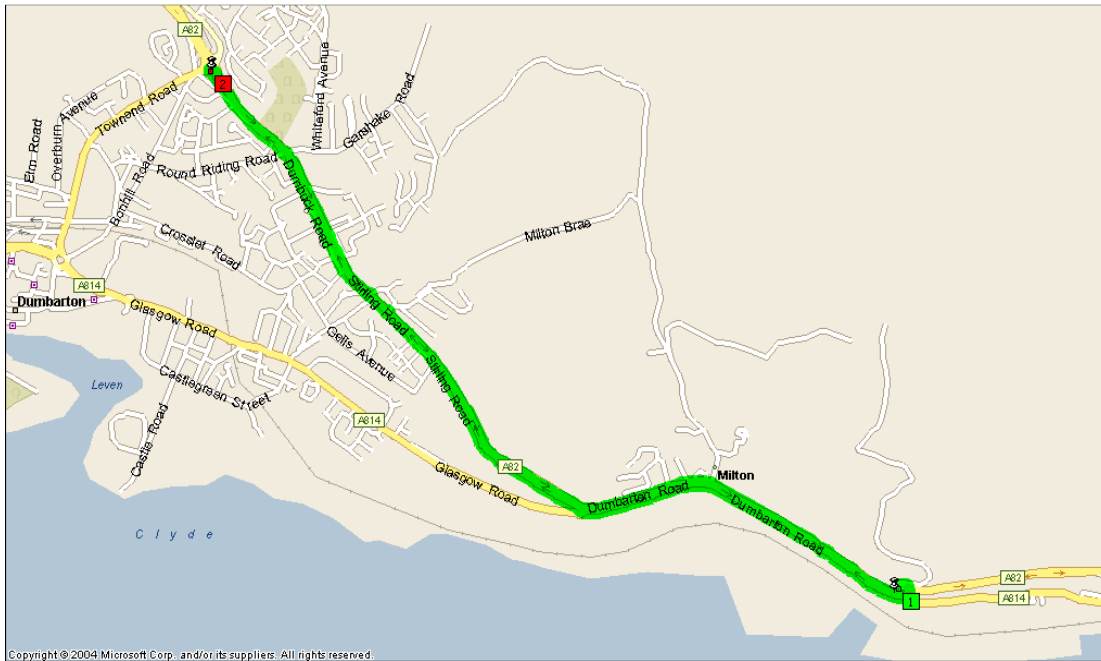 A82
2
Whiteford Avenue
Garshake Road
Townend Road
Overburn Avenue
Elm Road
Round Riding Road
Bonhill Road
Dumbuck Road
Crosslet Road
Milton Brae
A814
Dumbarton
Glasgow Road
Stirling Road
Gells Avenue
Stirling Road
Leven
Castlegreen Street
A814
Castle Road
Glasgow Road
A82
Milton
Dumbarton Road
Dumbarton Road
Clyde
A82
A814
1
Copyright © 2004 Microsoft Corp. and/or its suppliers. All rights reserved.